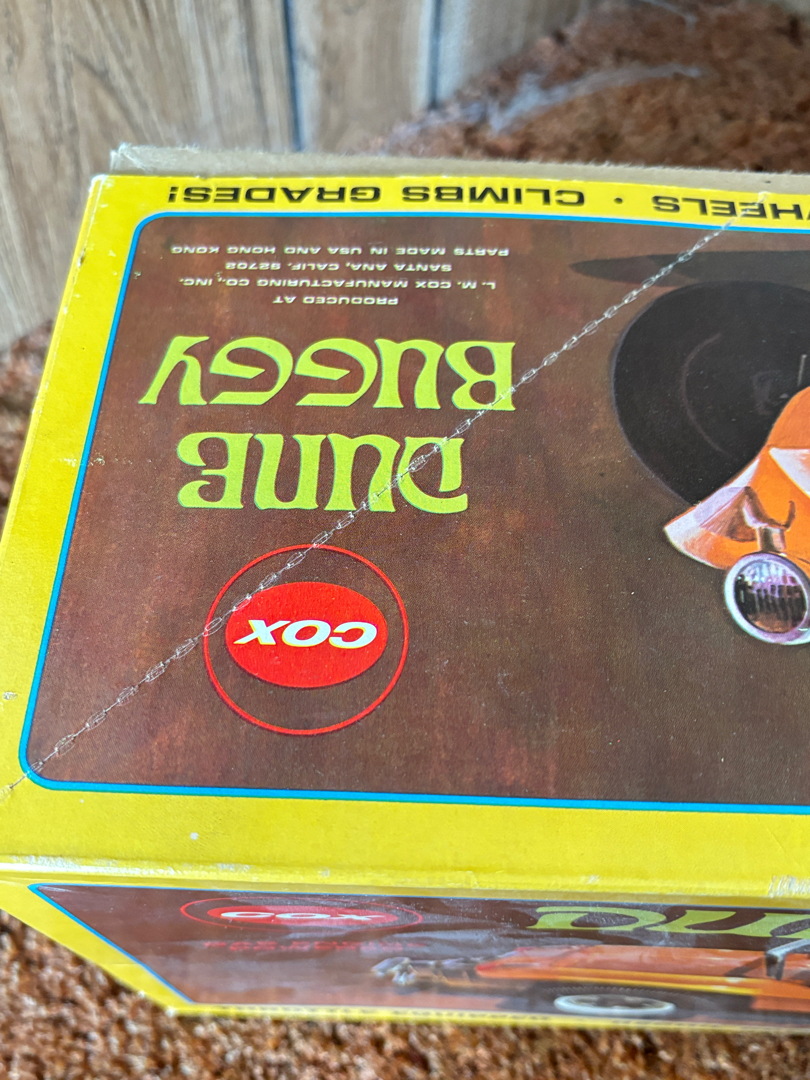 COX
DUNE
BUGGY
PRODUCED AT
L. M. COX MANUFACTURING CO., INC.
SANTA ANA, CALIF. 92702
PARTS MADE IN USA AND HONG KONG
WHEELS • CLIMBS GRADES!
COX